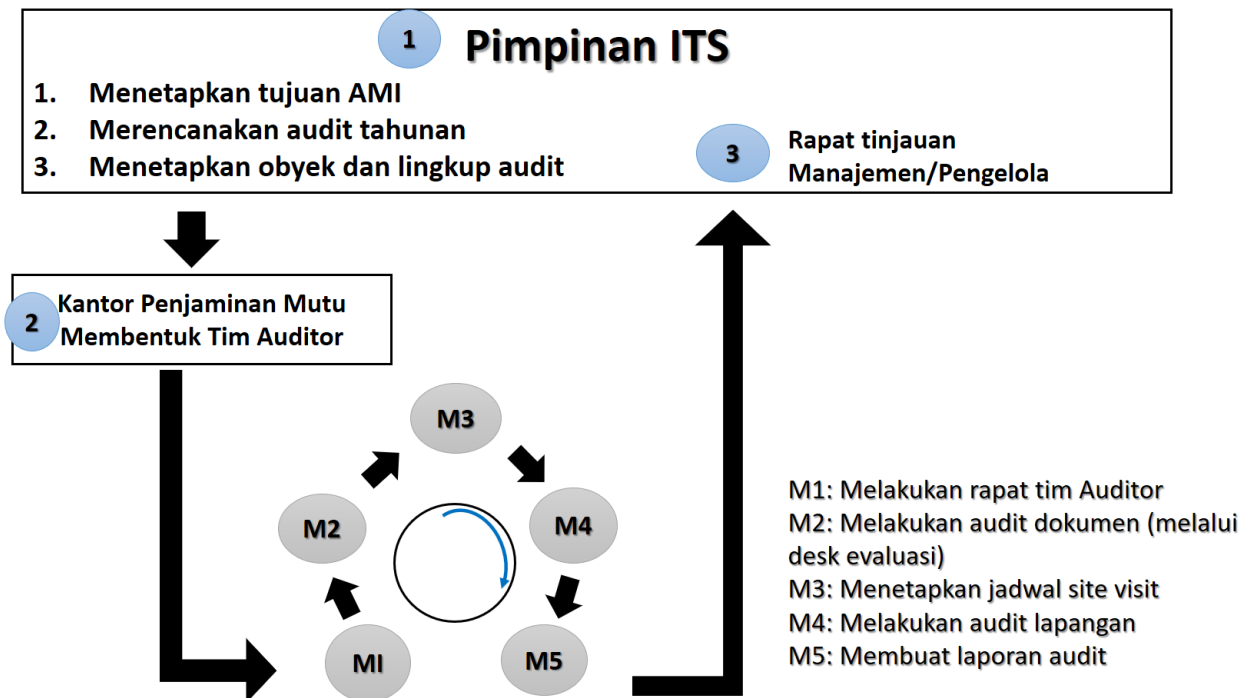 1 Pimpinan ITS
1. Menetapkan tujuan AMI
2. Merencanakan audit tahunan
3. Menetapkan obyek dan lingkup audit
3 Rapat tinjauan
Manajemen/Pengelola
2 Kantor Penjaminan Mutu
Membentuk Tim Auditor
M3
M2
M4
MI
M5
M1: Melakukan rapat tim Auditor
M2: Melakukan audit dokumen (melalui
desk evaluasi)
M3: Menetapkan jadwal site visit
M4: Melakukan audit lapangan
M5: Membuat laporan audit